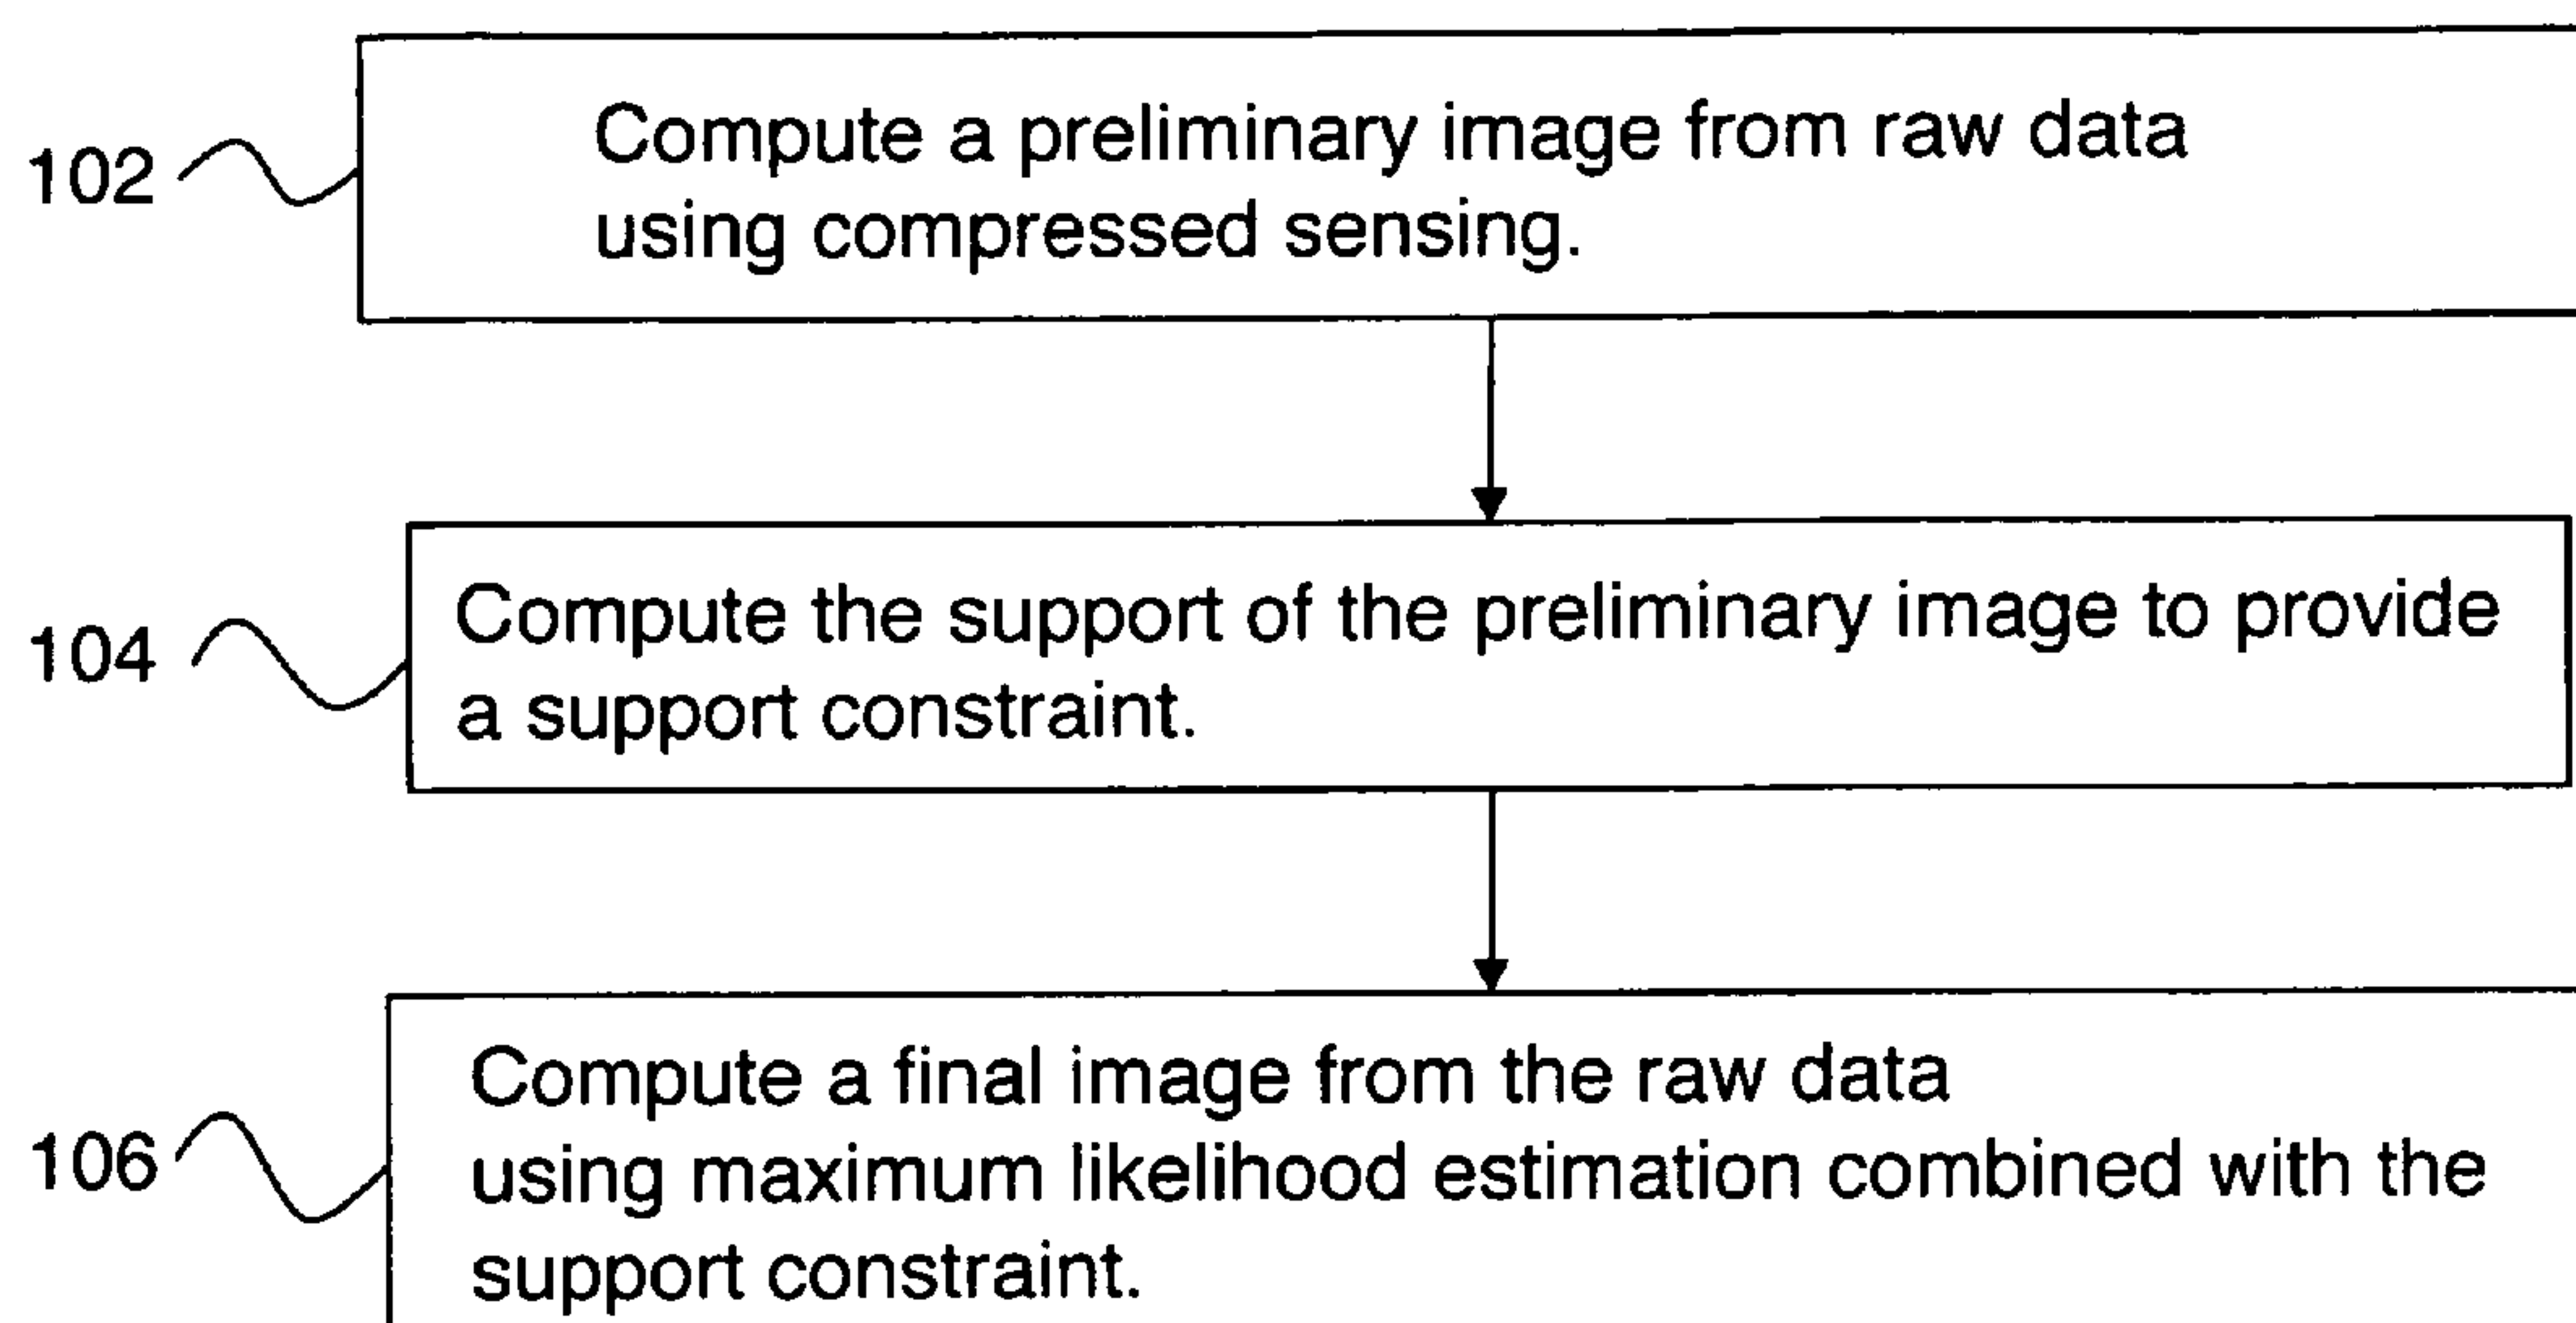 102
Compute a preliminary image from raw data
using compressed sensing.
104
Compute the support of the preliminary image to provide
a support constraint.
106
Compute a final image from the raw data
using maximum likelihood estimation combined with the
support constraint.